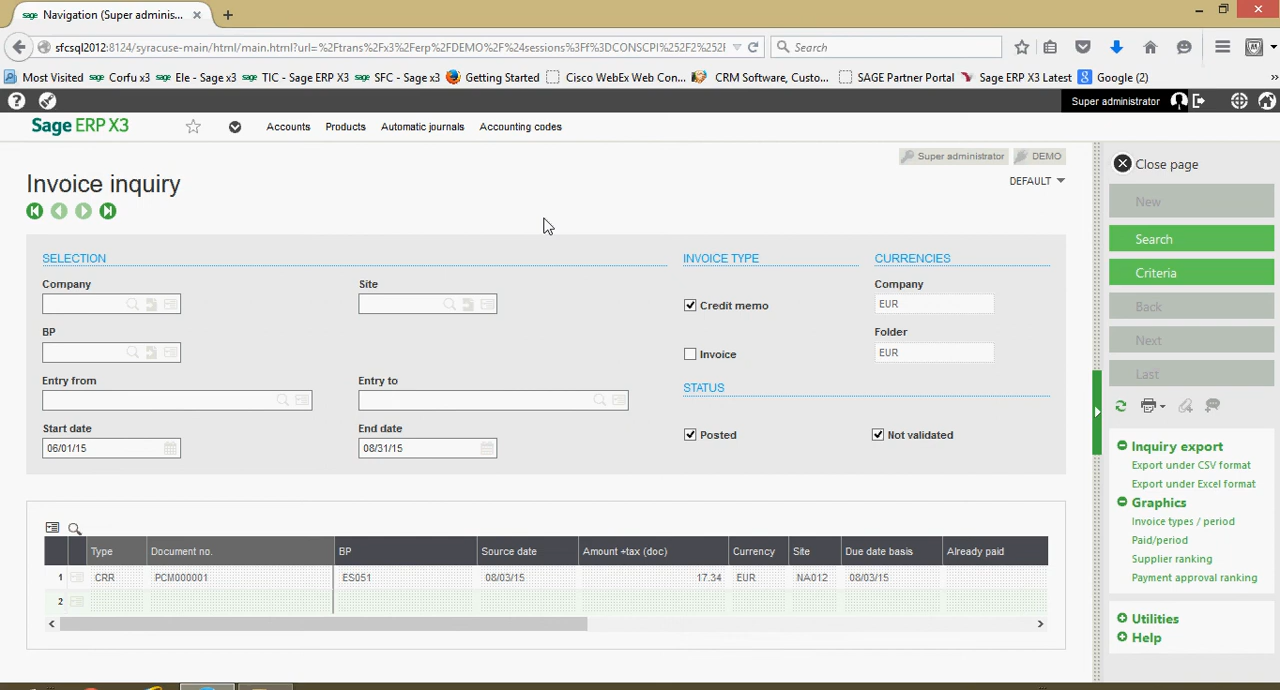 Navigation (Super adminis...
sfcsql2012:8124/syracuse-main/html/main.html?url=%2Ftrans%2Fx3%2Ferp%2FDEMO%2F%24sessions%3Ff%3DCONSCPI%252F2%252E
Search
Most Visited
Corfu x3
Ele - Sage x3
TIC - Sage ERP X3
SFC - Sage x3
Getting Started
Cisco WebEx Web Con...
CRM Software, Custo...
SAGE Partner Portal
Sage ERP X3 Latest
Google (2)
Super administrator
Sage ERP X3
Accounts
Products
Automatic journals
Accounting codes
Super administrator
DEMO
Invoice inquiry
DEFAULT
SELECTION
Company
Site
BP
Entry from
Entry to
Start date
End date
06/01/15
08/31/15
INVOICE TYPE
Credit memo
Invoice
CURRENCIES
Company
EUR
Folder
EUR
STATUS
Posted
Not validated
Type Document no. BP Source date Amount +tax (doc) Currency Site Due date basis Already paid
1 CRR PCM000001 ES051 08/03/15 17.34 EUR NA012 08/03/15
2
Close page
New
Search
Criteria
Back
Next
Last
Inquiry export
Export under CSV format
Export under Excel format
Graphics
Invoice types / period
Paid/period
Supplier ranking
Payment approval ranking
Utilities
Help